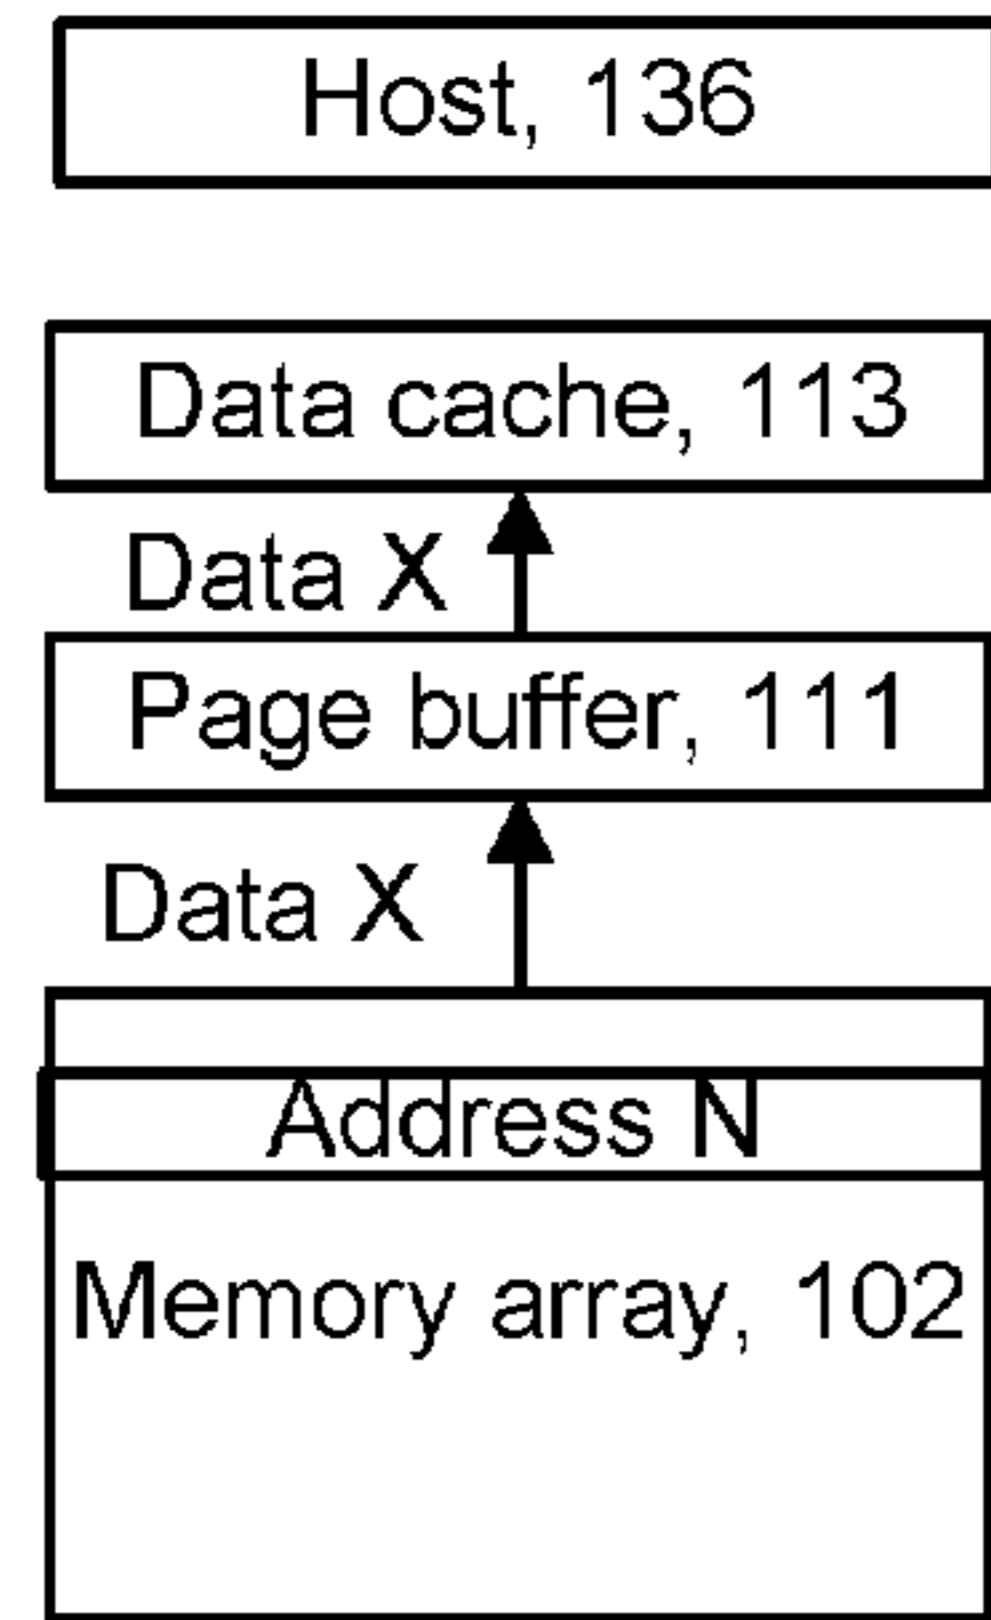 Host, 136
Data cache, 113
Data X
Page buffer, 111
Data X
Address N
Memory array, 102